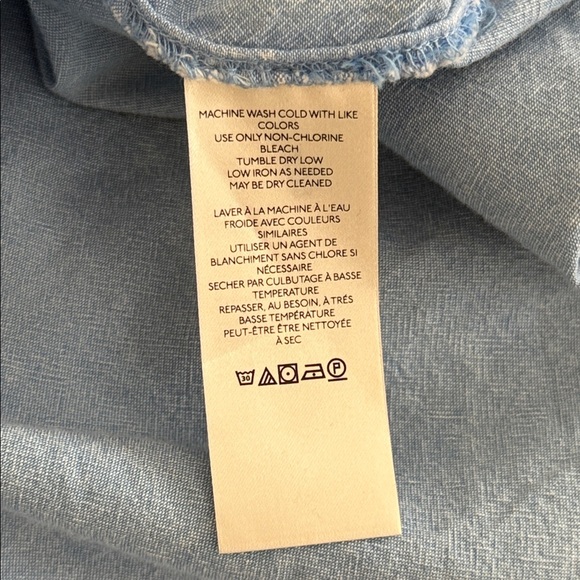 MACHINE WASH COLD WITH LIKE
COLORS
USE ONLY NON-CHLORINE
BLEACH
TUMBLE DRY LOW
LOW IRON AS NEEDED
MAY BE DRY CLEANED
LAVER À LA MACHINE À L'EAU
FROIDE AVEC COULEURS
SIMILAIRES
UTILISER UN AGENT DE
BLANCHIMENT SANS CHLORE SI
NÉCESSAIRE
SECHER PAR CULBUTAGE À BASSE
TEMPERATURE
REPASSER, AU BESOIN, À TRÉS
BASSE TEMPÉRATURE
PEUT-ÊTRE ÊTRE NETTOYÉE
À SEC
30 P